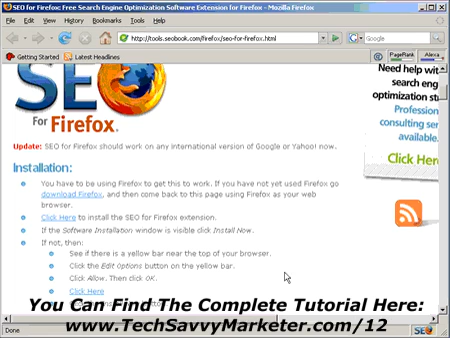 SEO for Firefox: Free Search Engine Optimization Software Extension for Firefox - Mozilla Firefox
File Edit View History Bookmarks Tools Help
http://tools.seobook.com/firefox/seo-for-firefox.html
Google
Getting Started Latest Headlines
PageRank Alexa
SEO
For Firefox.
Need help wit
search engi
optimization str
Professio
consulting ser
available.
Click Her
Update: SEO for Firefox should work on any international version of Google or Yahoo! now.
Installation:
You have to be using Firefox to get this to work. If you have not yet used Firefox go
download Firefox, and then come back to this page using Firefox as your web
browser.
Click Here to install the SEO for Firefox extension.
If the Software Installation window is visible click Install Now.
If not, then:
See if there is a yellow bar near the top of your browser.
Click the Edit Options button on the yellow bar.
Click Allow. Then click OK.
Click Here
You Can Find The Complete Tutorial Here:
www.TechSavvyMarketer.com/12
Done
SEO